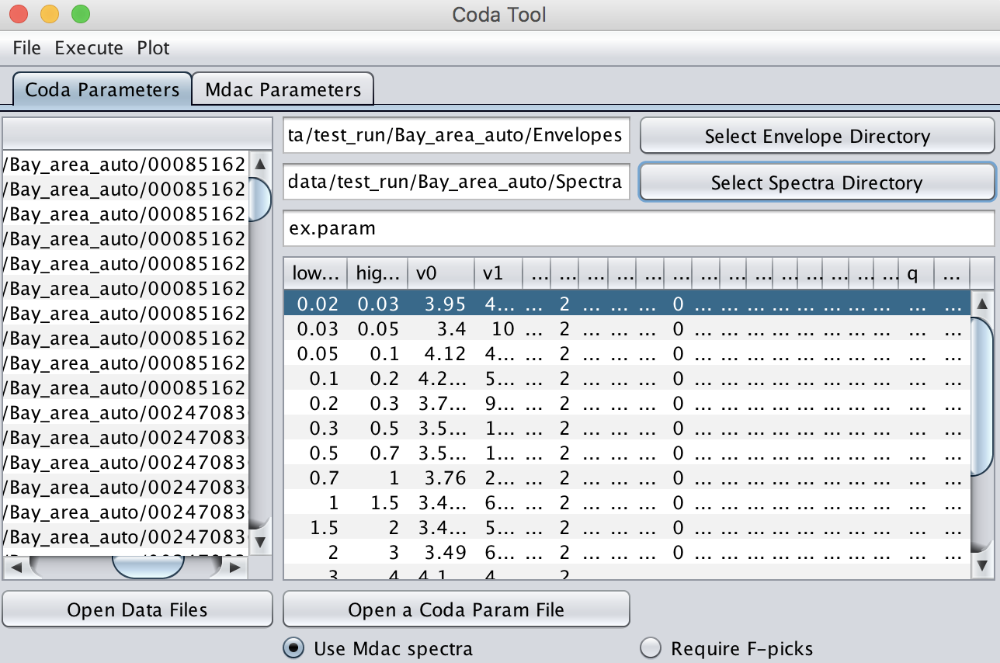 Coda Tool
File Execute Plot
Coda Parameters Mdac Parameters
/Bay_area_auto/00085162
/Bay_area_auto/00085162
/Bay_area_auto/00085162
/Bay_area_auto/00085162
/Bay_area_auto/00085162
/Bay_area_auto/00085162
/Bay_area_auto/00085162
/Bay_area_auto/00085162
/Bay_area_auto/00085162
/Bay_area_auto/00085162
/Bay_area_auto/00247083
/Bay_area_auto/00247083
/Bay_area_auto/00247083
/Bay_area_auto/00247083
/Bay_area_auto/00247083
/Bay_area_auto/00247083
Open Data Files
ta/test_run/Bay_area_auto/Envelopes Select Envelope Directory
data/test_run/Bay_area_auto/Spectra Select Spectra Directory
ex.param
low... hig... v0 v1 ... ... ... ... ... ... ... ... ... ... ... ... ... ... q ...
0.02 0.03 3.95 4... ... 2 ... ... ... 0 ... ... ... ... ... ... ... ... ... ...
0.03 0.05 3.4 10 ... 2 ... ... ... 0 ... ... ... ... ... ... ... ... ... ...
0.05 0.1 4.12 4... ... 2 ... ... ... 0 ... ... ... ... ... ... ... ... ... ...
0.1 0.2 4.2... 5... ... 2 ... ... ... 0 ... ... ... ... ... ... ... ... ... ...
0.2 0.3 3.7... 9... ... 2 ... ... ... 0 ... ... ... ... ... ... ... ... ... ...
0.3 0.5 3.5... 1... ... 2 ... ... ... 0 ... ... ... ... ... ... ... ... ... ...
0.5 0.7 3.5... 1... ... 2 ... ... ... 0 ... ... ... ... ... ... ... ... ... ...
0.7 1 3.76 2... ... 2 ... ... ... 0 ... ... ... ... ... ... ... ... ... ...
1 1.5 3.4... 6... ... 2 ... ... ... 0 ... ... ... ... ... ... ... ... ... ...
1.5 2 3.4... 5... ... 2 ... ... ... 0 ... ... ... ... ... ... ... ... ... ...
2 3 3.49 6... ... 2 ... ... ... 0 ... ... ... ... ... ... ... ... ... ...
3 4 4.1 4 2
Open a Coda Param File
Use Mdac spectra Require F-picks